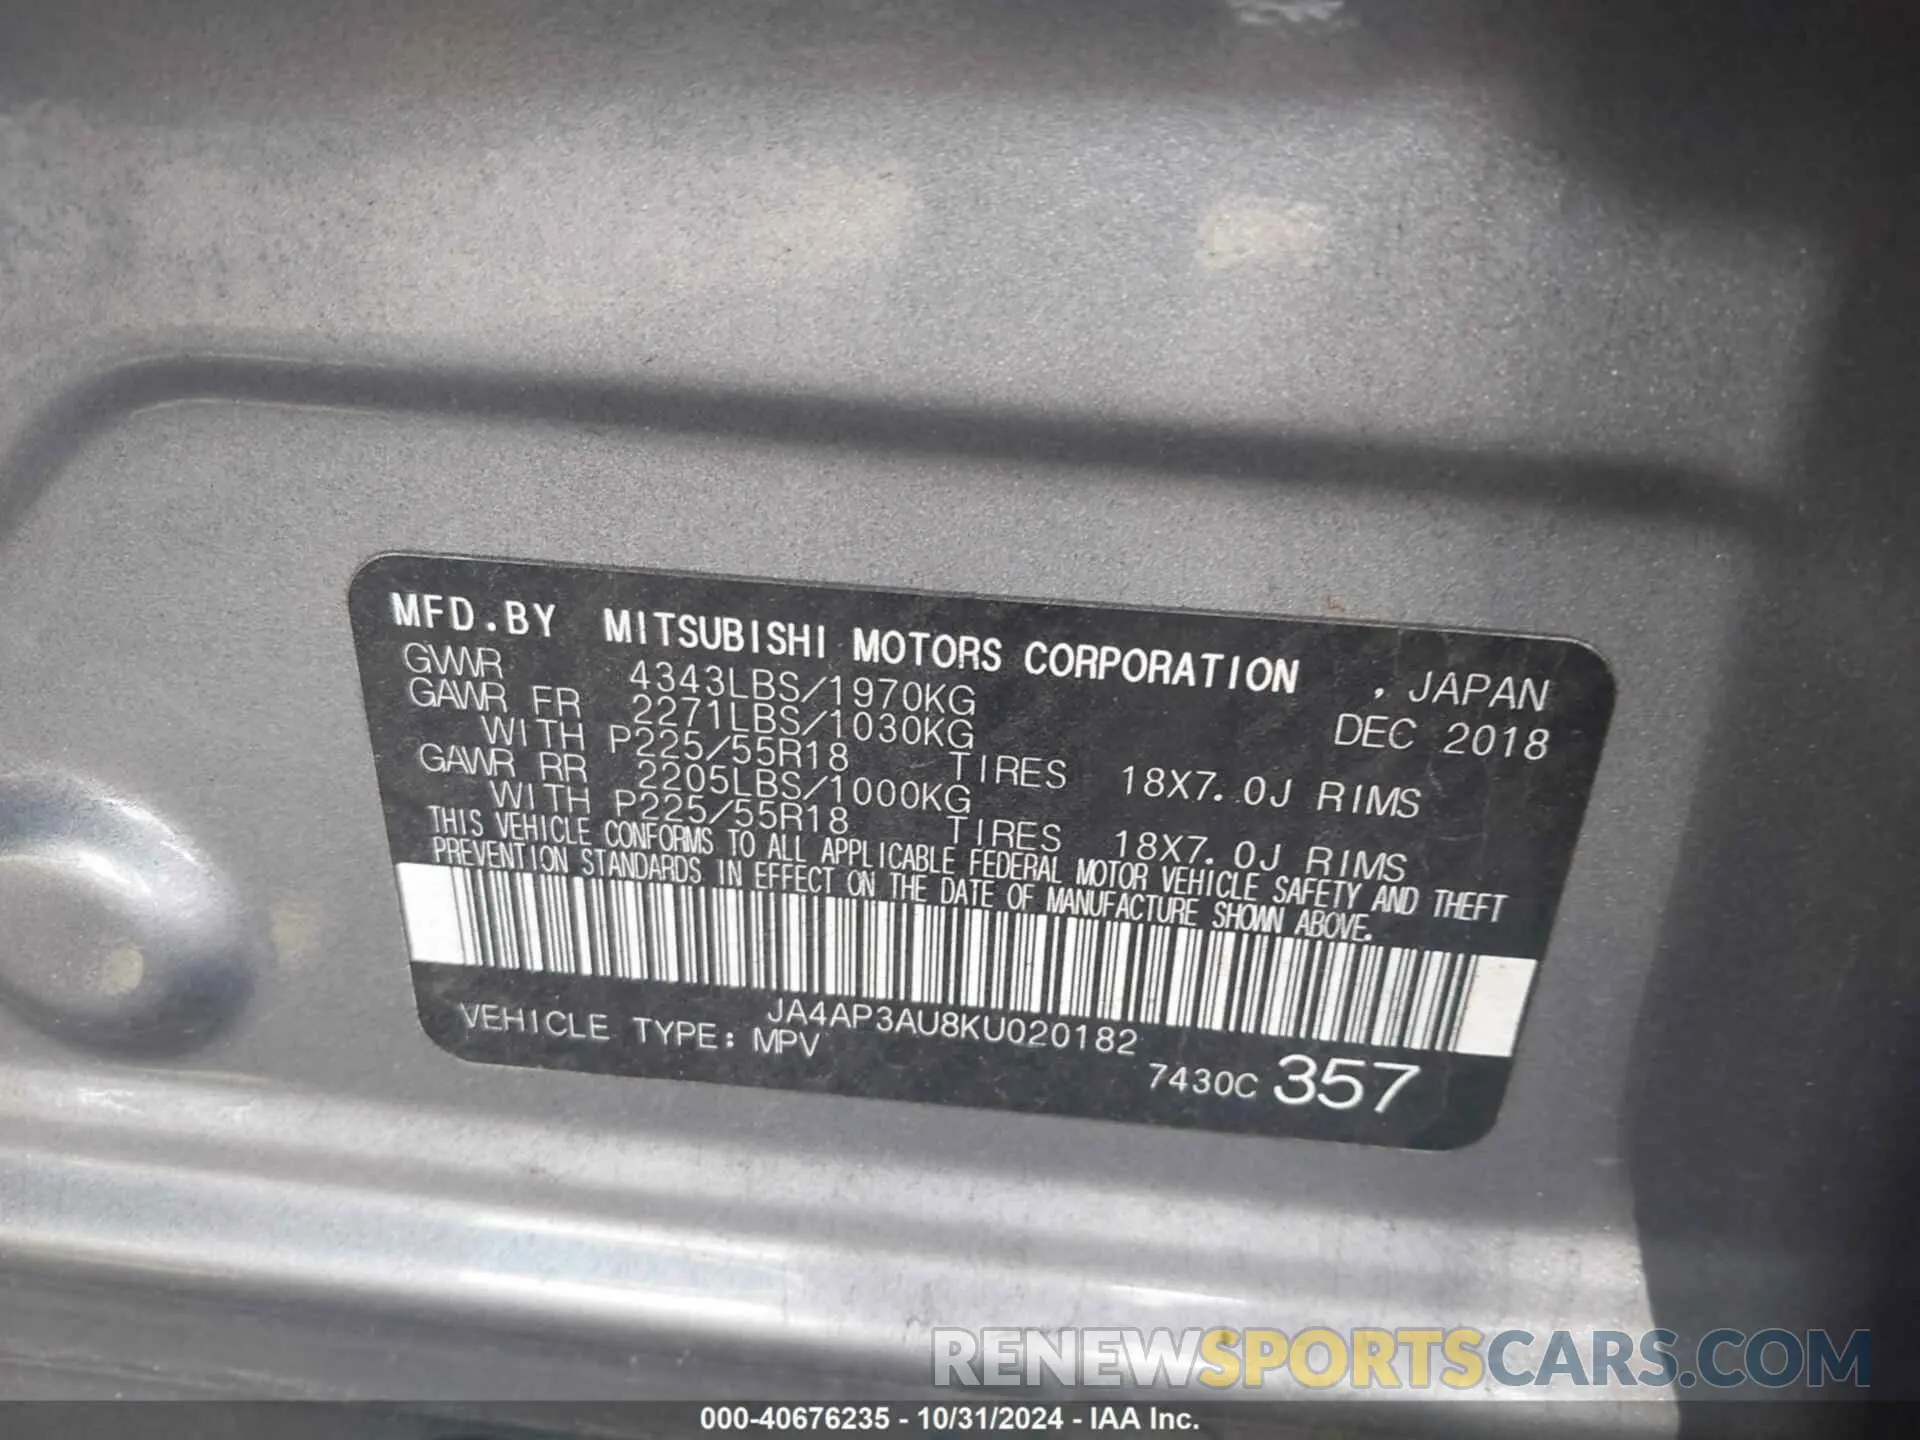 MFD.BY MITSUBISHI MOTORS CORPORATION , JAPAN
GVWR 4343LBS/1970KG DEC 2018
GAWR FR 2271LBS/1030KG
WITH P225/55R18 TIRES 18X7.0J RIMS
GAWR RR 2205LBS/1000KG
WITH P225/55R18 TIRES 18X7.0J RIMS
THIS VEHICLE CONFORMS TO ALL APPLICABLE FEDERAL MOTOR VEHICLE SAFETY AND THEFT
PREVENTION STANDARDS IN EFFECT ON THE DATE OF MANUFACTURE SHOWN ABOVE.
JA4AP3AU8KU020182
VEHICLE TYPE: MPV
7430C 357
RENEWSPORTSCARS.COM
000-40676235 - 10/31/2024 - IAA Inc.